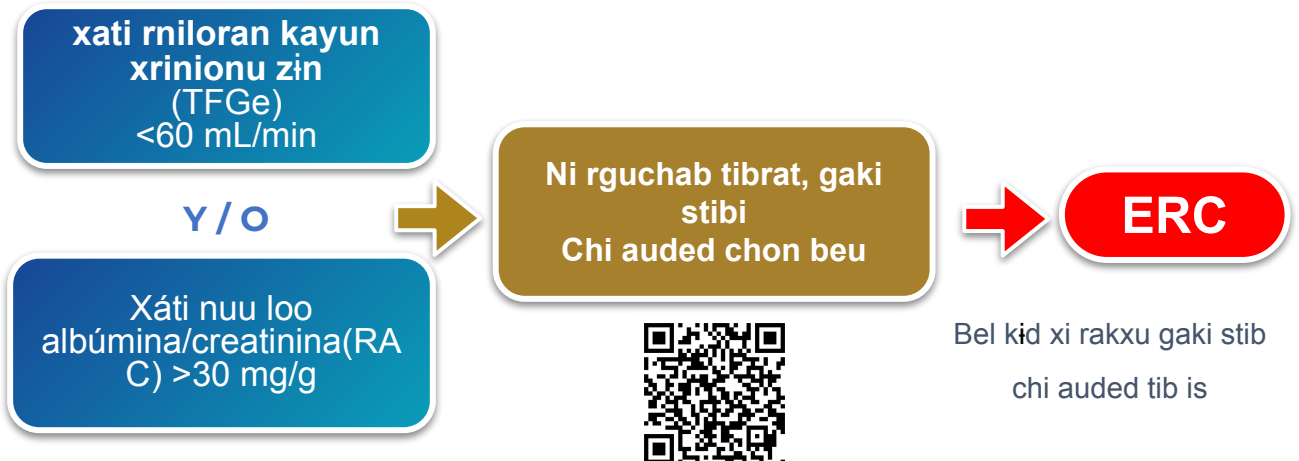 xati rniloran kayun
xrinionu zɨn
(TFGe)
<60 mL/min
Y / O
Xáti nuu loo
albúmina/creatinina(RA
C) >30 mg/g
Ni rguchab tibrat, gaki
stibi
Chi auded chon beu
ERC
Bel kɨd xi rakxu gaki stib
chi auded tib is